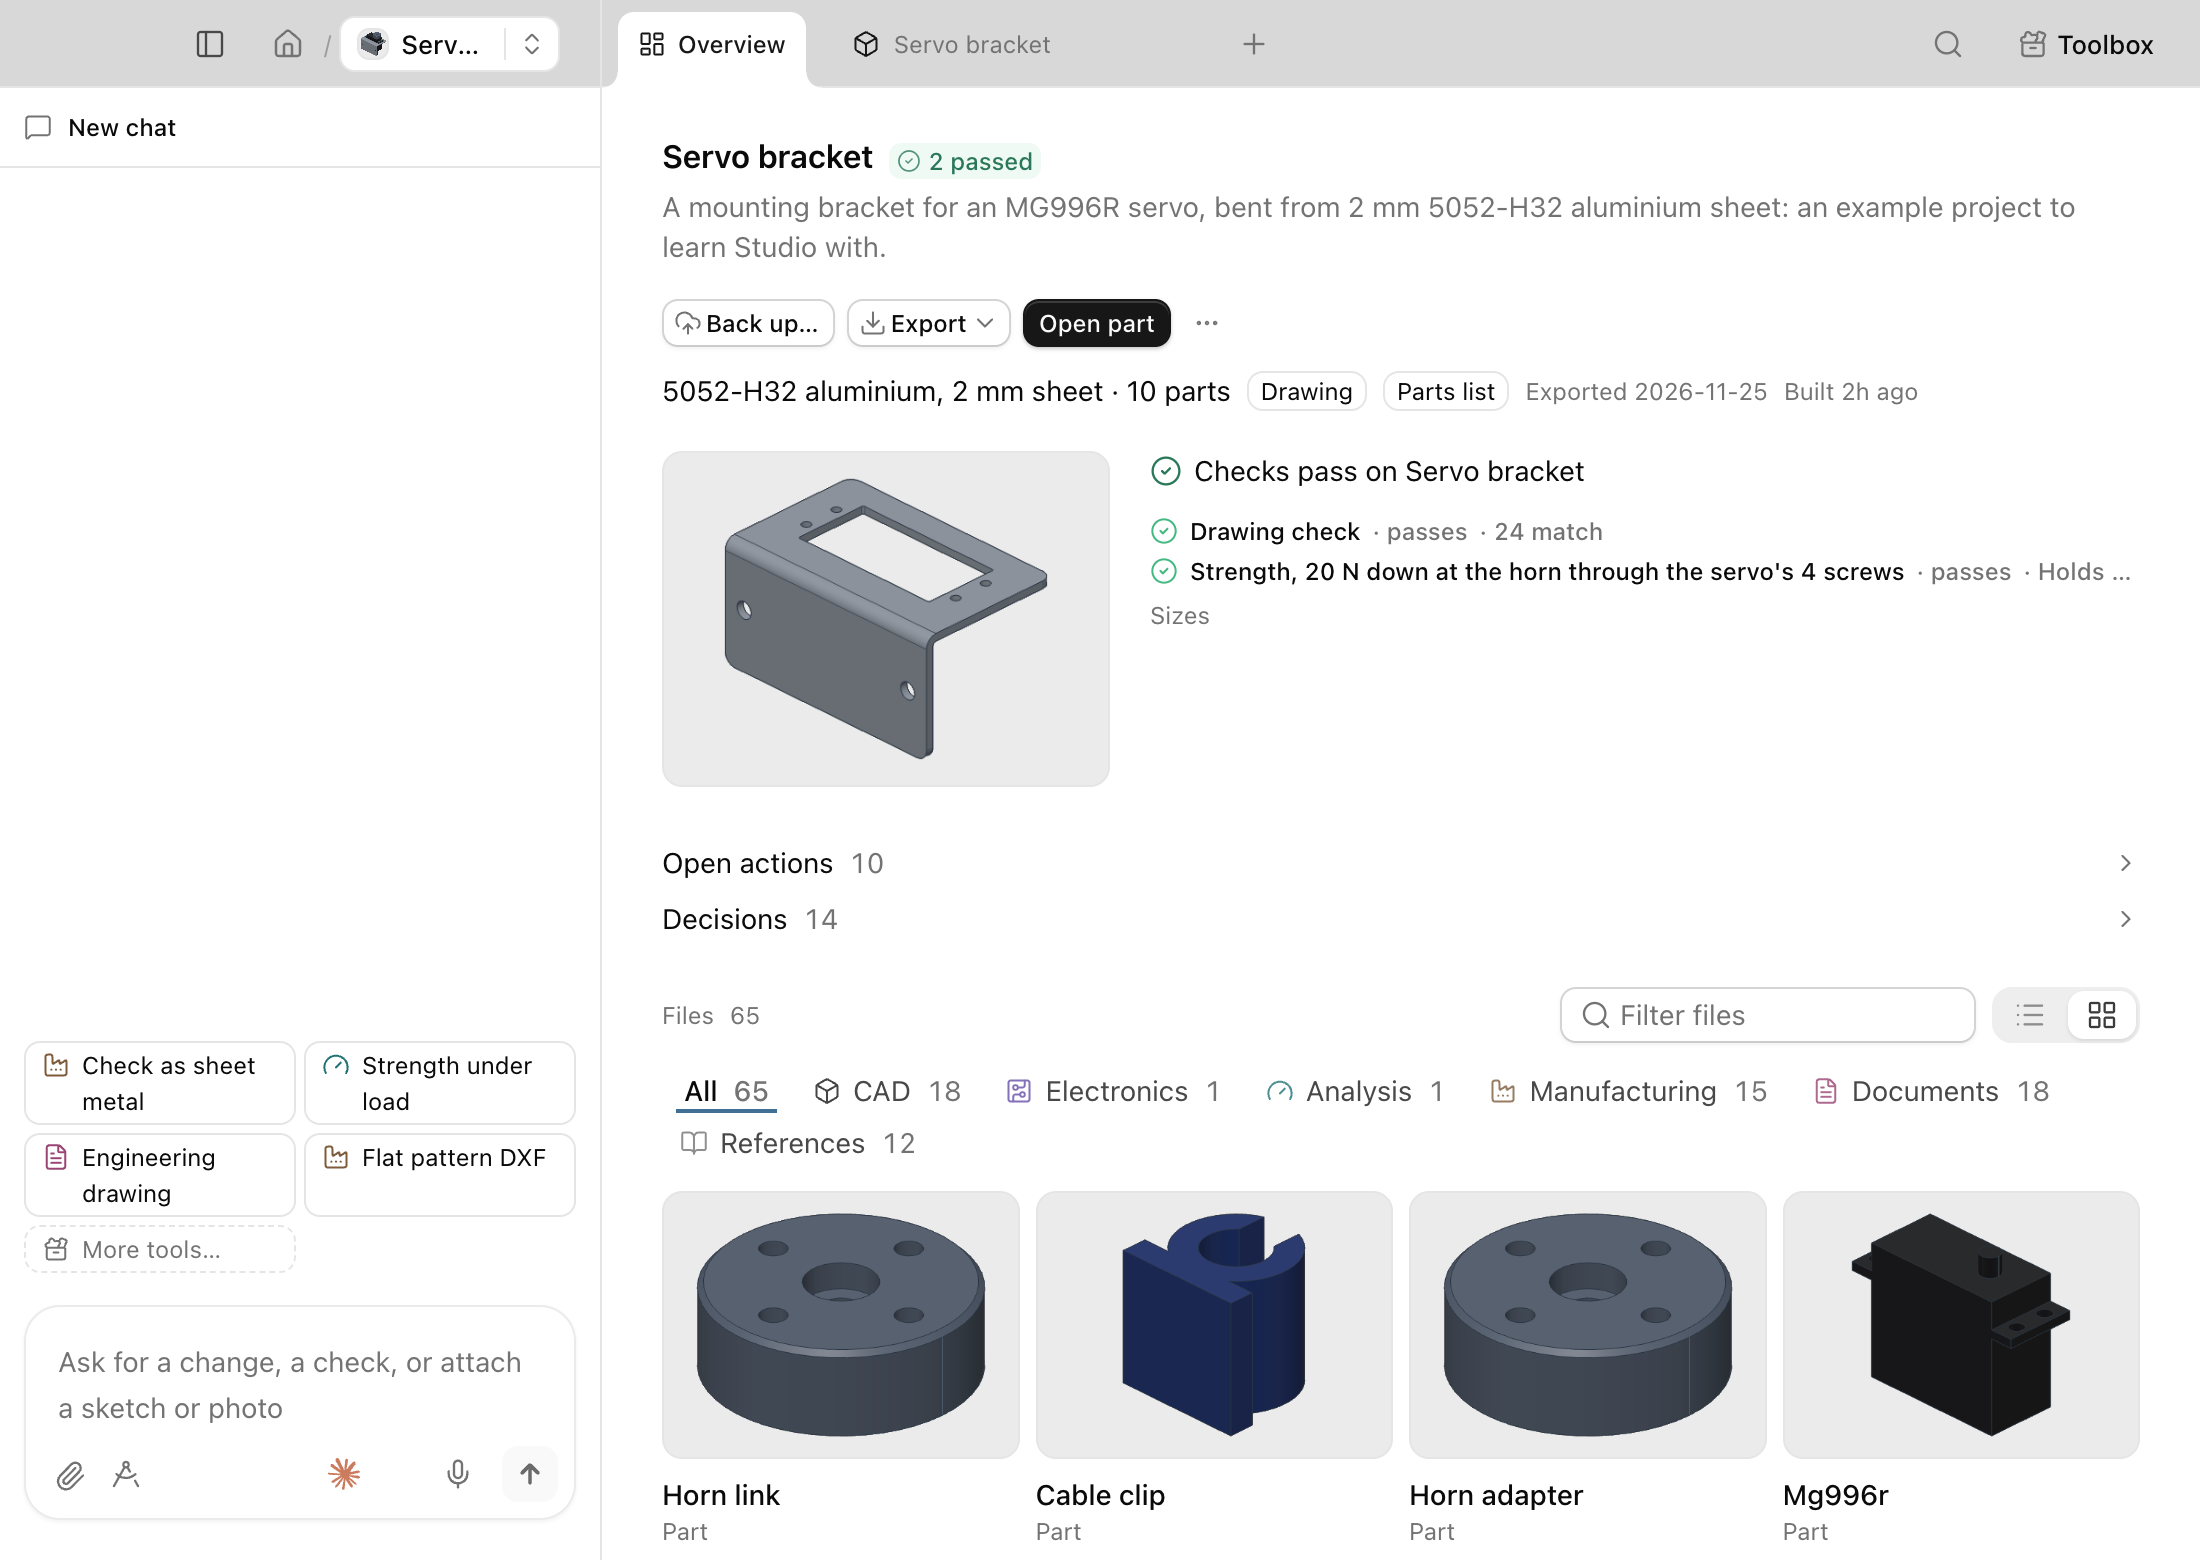 Serv...
Overview
Servo bracket
Toolbox
New chat
Servo bracket
2 passed
A mounting bracket for an MG996R servo, bent from 2 mm 5052-H32 aluminium sheet: an example project to
learn Studio with.
Back up...
Export
Open part
5052-H32 aluminium, 2 mm sheet · 10 parts
Drawing
Parts list
Exported 2026-11-25
Built 2h ago
Checks pass on Servo bracket
Drawing check · passes · 24 match
Strength, 20 N down at the horn through the servo's 4 screws · passes · Holds ...
Sizes
Open actions 10
Decisions 14
Files 65
Filter files
All 65
CAD 18
Electronics 1
Analysis 1
Manufacturing 15
Documents 18
References 12
Horn link
Part
Cable clip
Part
Horn adapter
Part
Mg996r
Part
Check as sheet
metal
Strength under
load
Engineering
drawing
Flat pattern DXF
More tools...
Ask for a change, a check, or attach
a sketch or photo